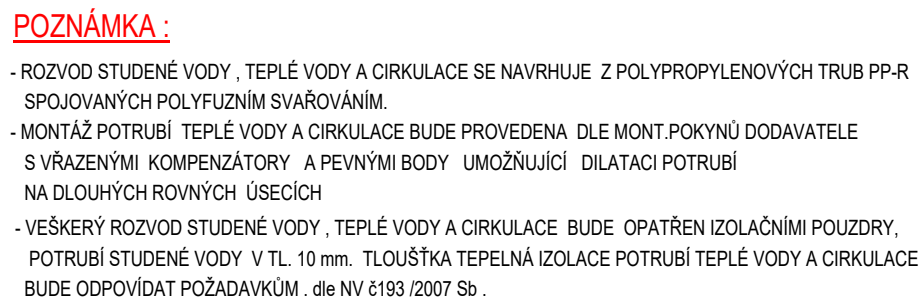 POZNÁMKA :
- ROZVOD STUDENÉ VODY , TEPLÉ VODY A CIRKULACE SE NAVRHUJE Z POLYPROPYLENOVÝCH TRUB PP-R
SPOJOVANÝCH POLYFUZNÍM SVAŘOVÁNÍM.
- MONTÁŽ POTRUBÍ TEPLÉ VODY A CIRKULACE BUDE PROVEDENA DLE MONT.POKYNŮ DODAVATELE
S VŘAZENÝMI KOMPENZÁTORY A PEVNÝMI BODY UMOŽŇUJÍCÍ DILATACI POTRUBÍ
NA DLOUHÝCH ROVNÝCH ÚSECÍCH
- VEŠKERÝ ROZVOD STUDENÉ VODY , TEPLÉ VODY A CIRKULACE BUDE OPATŘEN IZOLAČNÍMI POUZDRY,
POTRUBÍ STUDENÉ VODY V TL. 10 mm. TLOUŠŤKA TEPELNÁ IZOLACE POTRUBÍ TEPLÉ VODY A CIRKULACE
BUDE ODPOVÍDAT POŽADAVKŮM . dle NV č193 /2007 Sb .